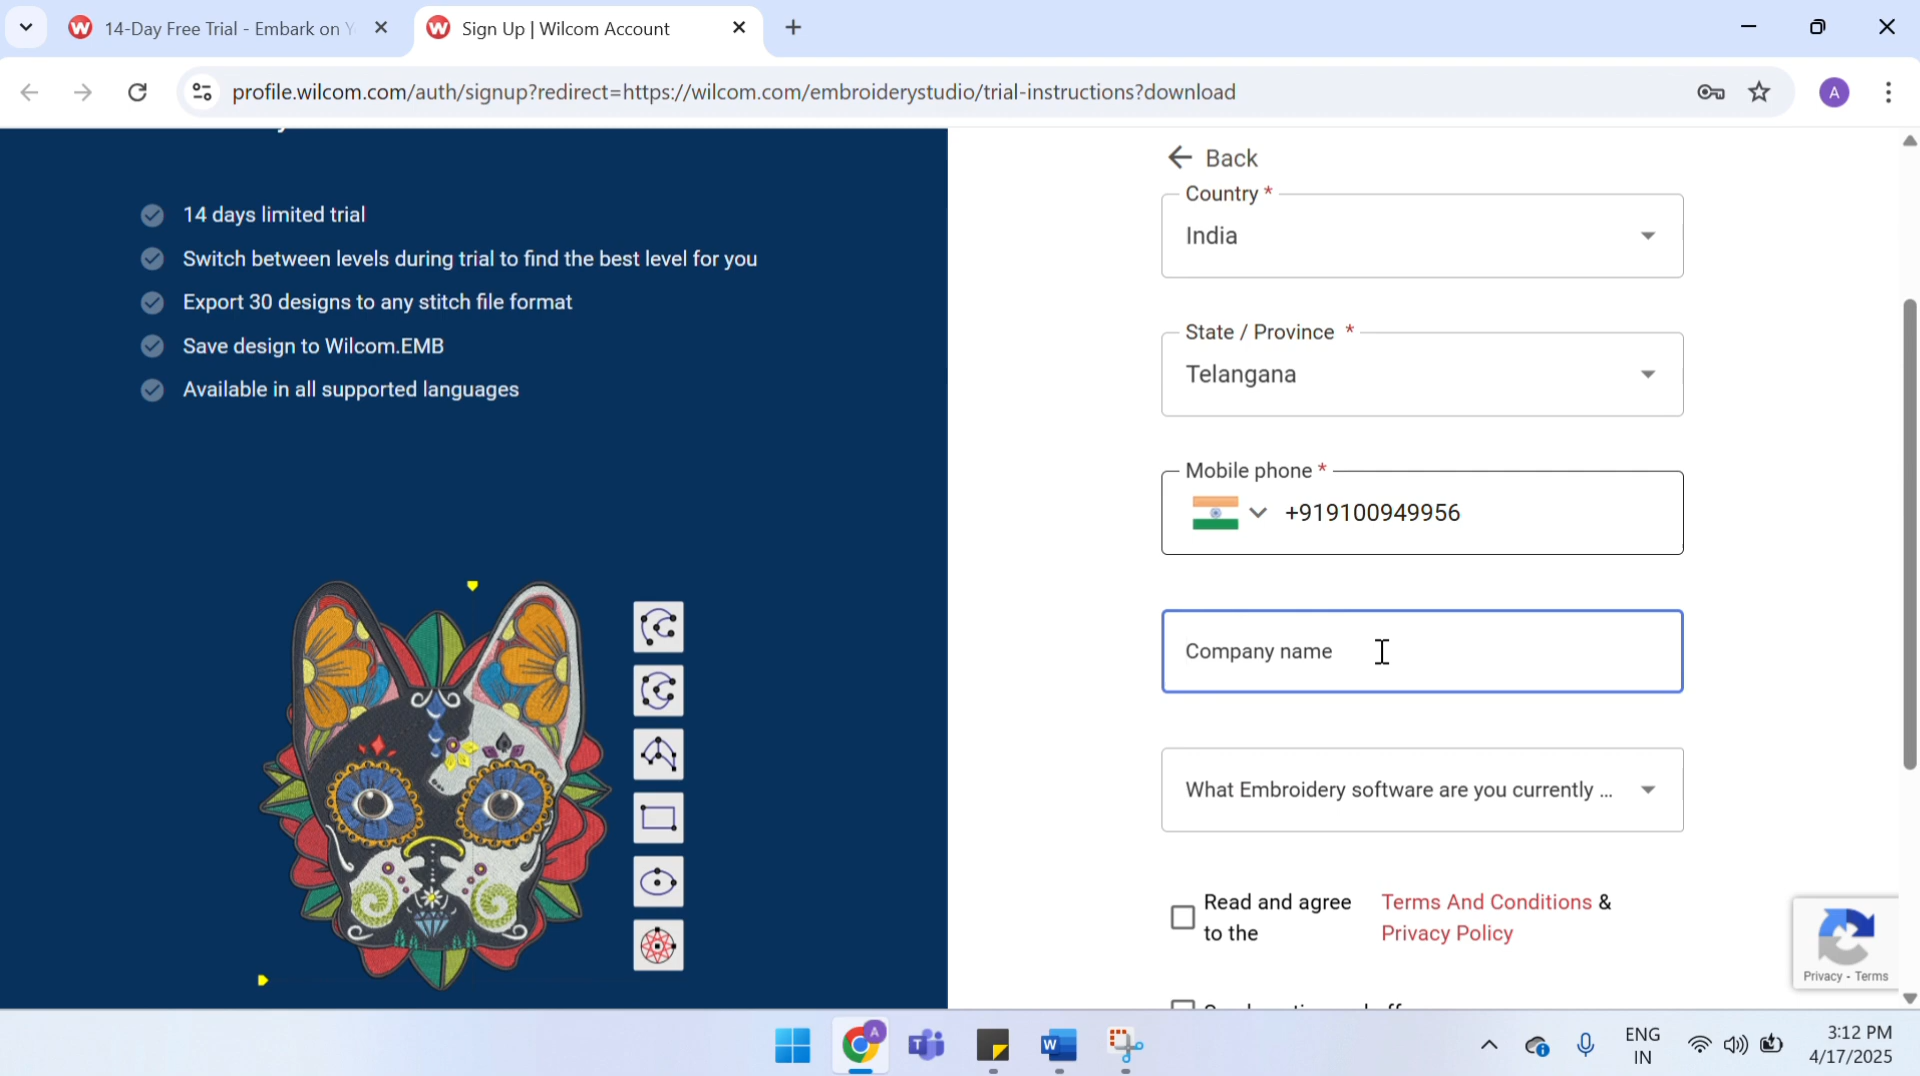 14-Day Free Trial - Embark on Y
Sign Up | Wilcom Account
profile.wilcom.com/auth/signup?redirect=https://wilcom.com/embroiderystudio/trial-instructions?download
A
14 days limited trial
Switch between levels during trial to find the best level for you
Export 30 designs to any stitch file format
Save design to Wilcom.EMB
Available in all supported languages
Back
Country *
India
State / Province *
Telangana
Mobile phone *
+919100949956
Company name
What Embroidery software are you currently ...
Read and agree to the Terms And Conditions & Privacy Policy
Privacy - Terms
ENG
IN
3:12 PM
4/17/2025